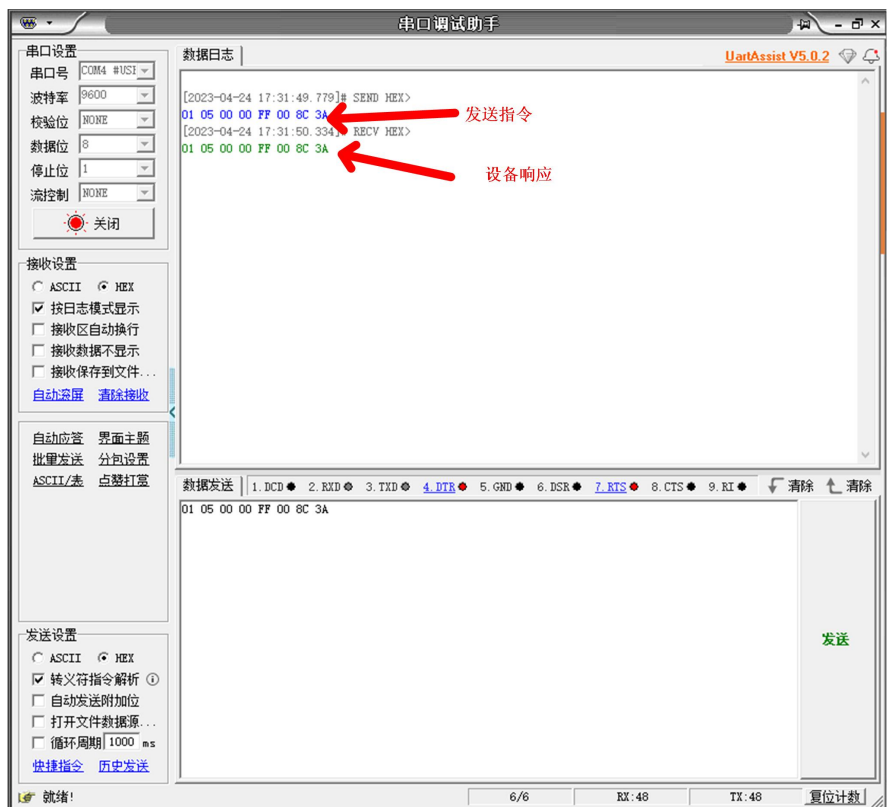 串口调试助手
串口设置
串口号 COM4 #USI
波特率 9600
校验位 NONE
数据位 8
停止位 1
流控制 NONE
关闭
接收设置
ASCII HEX
按日志模式显示
接收区自动换行
接收数据不显示
接收保存到文件...
自动滚屏 清除接收
自动应答 界面主题
批量发送 分包设置
ASCII/表 点赞打赏
发送设置
ASCII HEX
转义符指令解析
自动发送附加位
打开文件数据源...
循环周期 1000 ms
快捷指令 历史发送
数据日志 UartAssist V5.0.2
[2023-04-24 17:31:49.779]# SEND HEX>
01 05 00 00 FF 00 8C 3A
发送指令
[2023-04-24 17:31:50.334]# RECV HEX>
01 05 00 00 FF 00 8C 3A
设备响应
数据发送 1.DCD 2.RXD 3.TXD 4.DTR 5.GND 6.DSR 7.RTS 8.CTS 9.RI 清除 清除
01 05 00 00 FF 00 8C 3A
发送
就绪! 6/6 RX:48 TX:48 复位计数